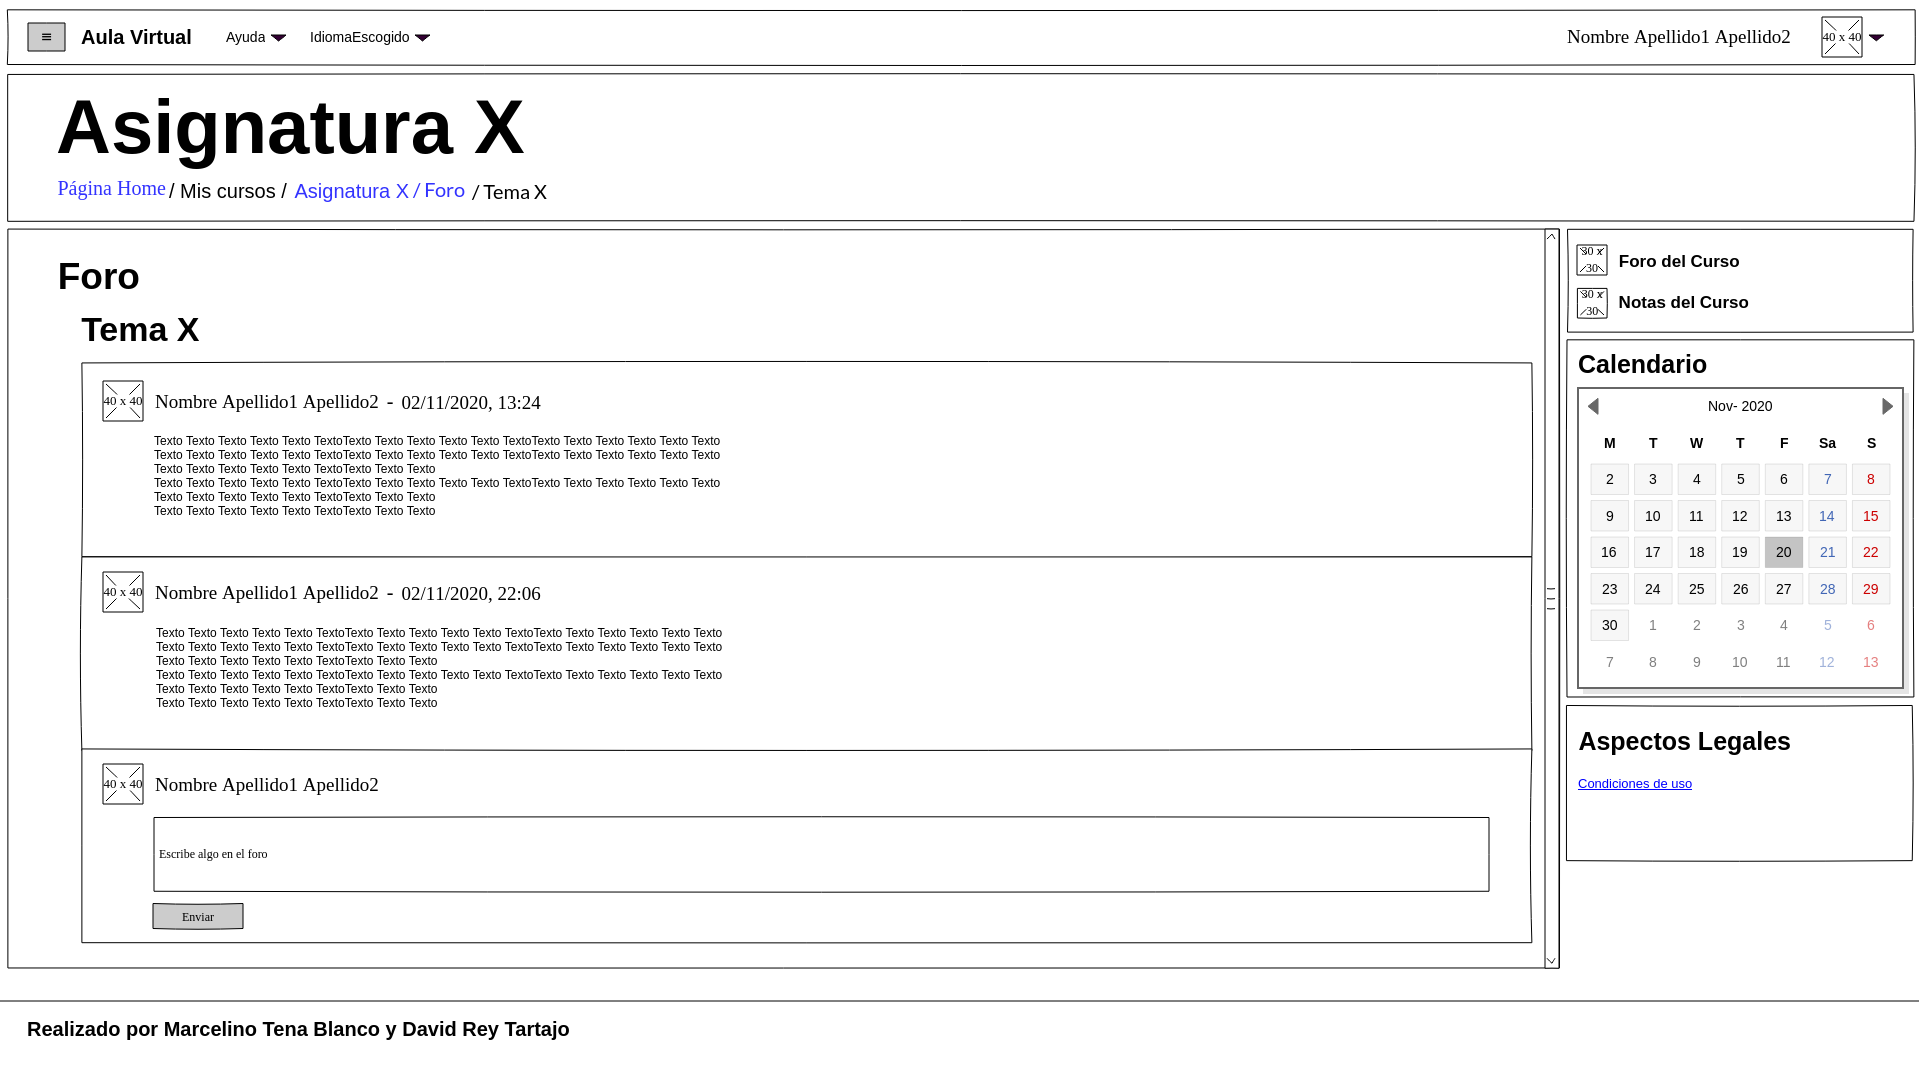 ≡ Aula Virtual Ayuda IdiomaEscogido Nombre Apellido1 Apellido2 40 x 40
Asignatura X
Página Home / Mis cursos / Asignatura X / Foro / Tema X
Foro
Tema X
40 x 40 Nombre Apellido1 Apellido2 - 02/11/2020, 13:24
Texto Texto Texto Texto Texto TextoTexto Texto Texto Texto Texto TextoTexto Texto Texto Texto Texto Texto
Texto Texto Texto Texto Texto TextoTexto Texto Texto Texto Texto TextoTexto Texto Texto Texto Texto Texto
Texto Texto Texto Texto Texto TextoTexto Texto Texto
Texto Texto Texto Texto Texto TextoTexto Texto Texto Texto Texto TextoTexto Texto Texto Texto Texto Texto
Texto Texto Texto Texto Texto TextoTexto Texto Texto
Texto Texto Texto Texto Texto TextoTexto Texto Texto
40 x 40 Nombre Apellido1 Apellido2 - 02/11/2020, 22:06
Texto Texto Texto Texto Texto TextoTexto Texto Texto Texto Texto TextoTexto Texto Texto Texto Texto Texto
Texto Texto Texto Texto Texto TextoTexto Texto Texto Texto Texto TextoTexto Texto Texto Texto Texto Texto
Texto Texto Texto Texto Texto TextoTexto Texto Texto
Texto Texto Texto Texto Texto TextoTexto Texto Texto Texto Texto TextoTexto Texto Texto Texto Texto Texto
Texto Texto Texto Texto Texto TextoTexto Texto Texto
Texto Texto Texto Texto Texto TextoTexto Texto Texto
40 x 40 Nombre Apellido1 Apellido2
Escribe algo en el foro
Enviar
30 x
30
Foro del Curso
30 x
30
Notas del Curso
Calendario
Nov- 2020
M T W T F Sa S
2 3 4 5 6 7 8
9 10 11 12 13 14 15
16 17 18 19 20 21 22
23 24 25 26 27 28 29
30 1 2 3 4 5 6
7 8 9 10 11 12 13
Aspectos Legales
Condiciones de uso
Realizado por Marcelino Tena Blanco y David Rey Tartajo